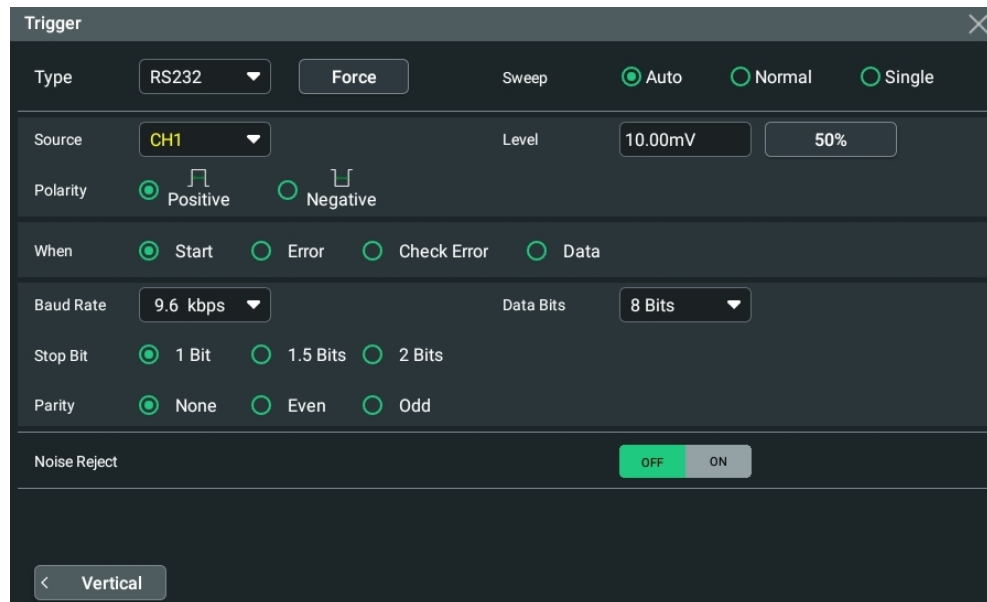 Trigger
Type RS232 Force Sweep Auto Normal Single
Source CH1 Level 10.00mV 50%
Polarity Positive Negative
When Start Error Check Error Data
Baud Rate 9.6 kbps Data Bits 8 Bits
Stop Bit 1 Bit 1.5 Bits 2 Bits
Parity None Even Odd
Noise Reject OFF ON
< Vertical